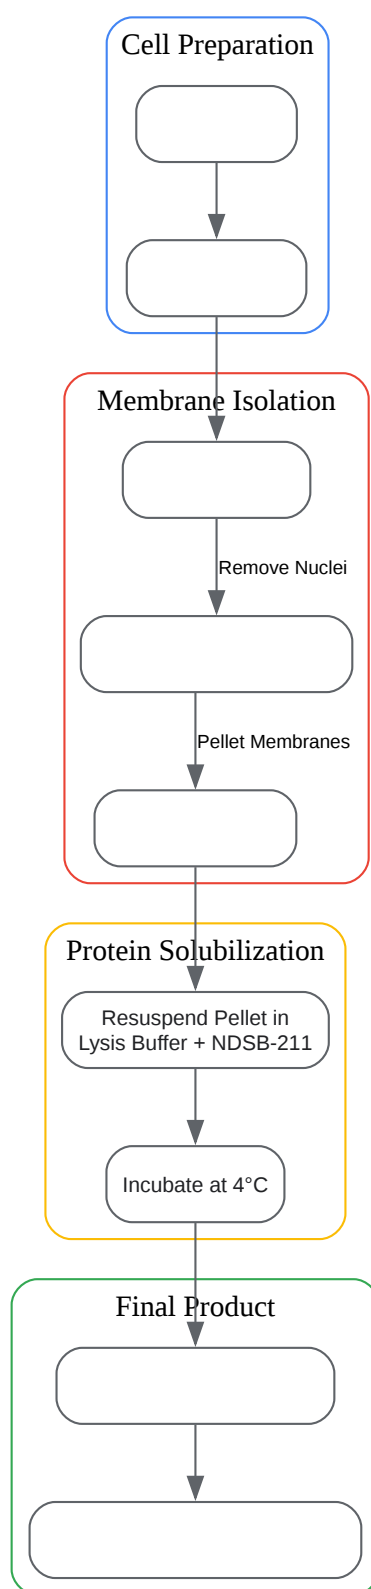 Cell Preparation
Membrane Isolation
Remove Nuclei
Pellet Membranes
Protein Solubilization
Resuspend Pellet in
Lysis Buffer + NDSB-211
Incubate at 4°C
Final Product